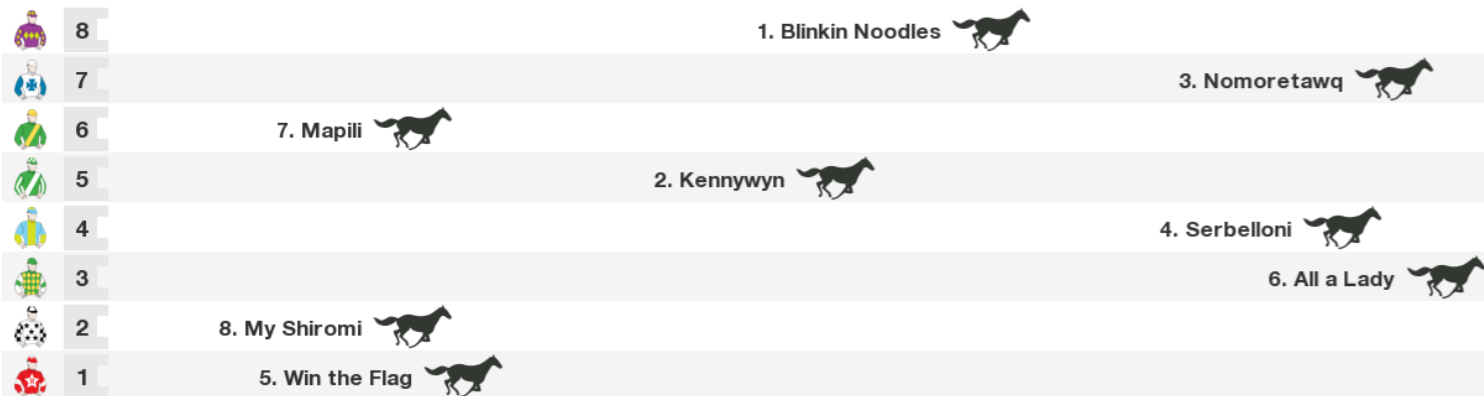 8 1. Blinkin Noodles
7 3. Nomoretawq
6 7. Mapili
5 2. Kennywyn
4 4. Serbelloni
3 6. All a Lady
2 8. My Shiromi
1 5. Win the Flag